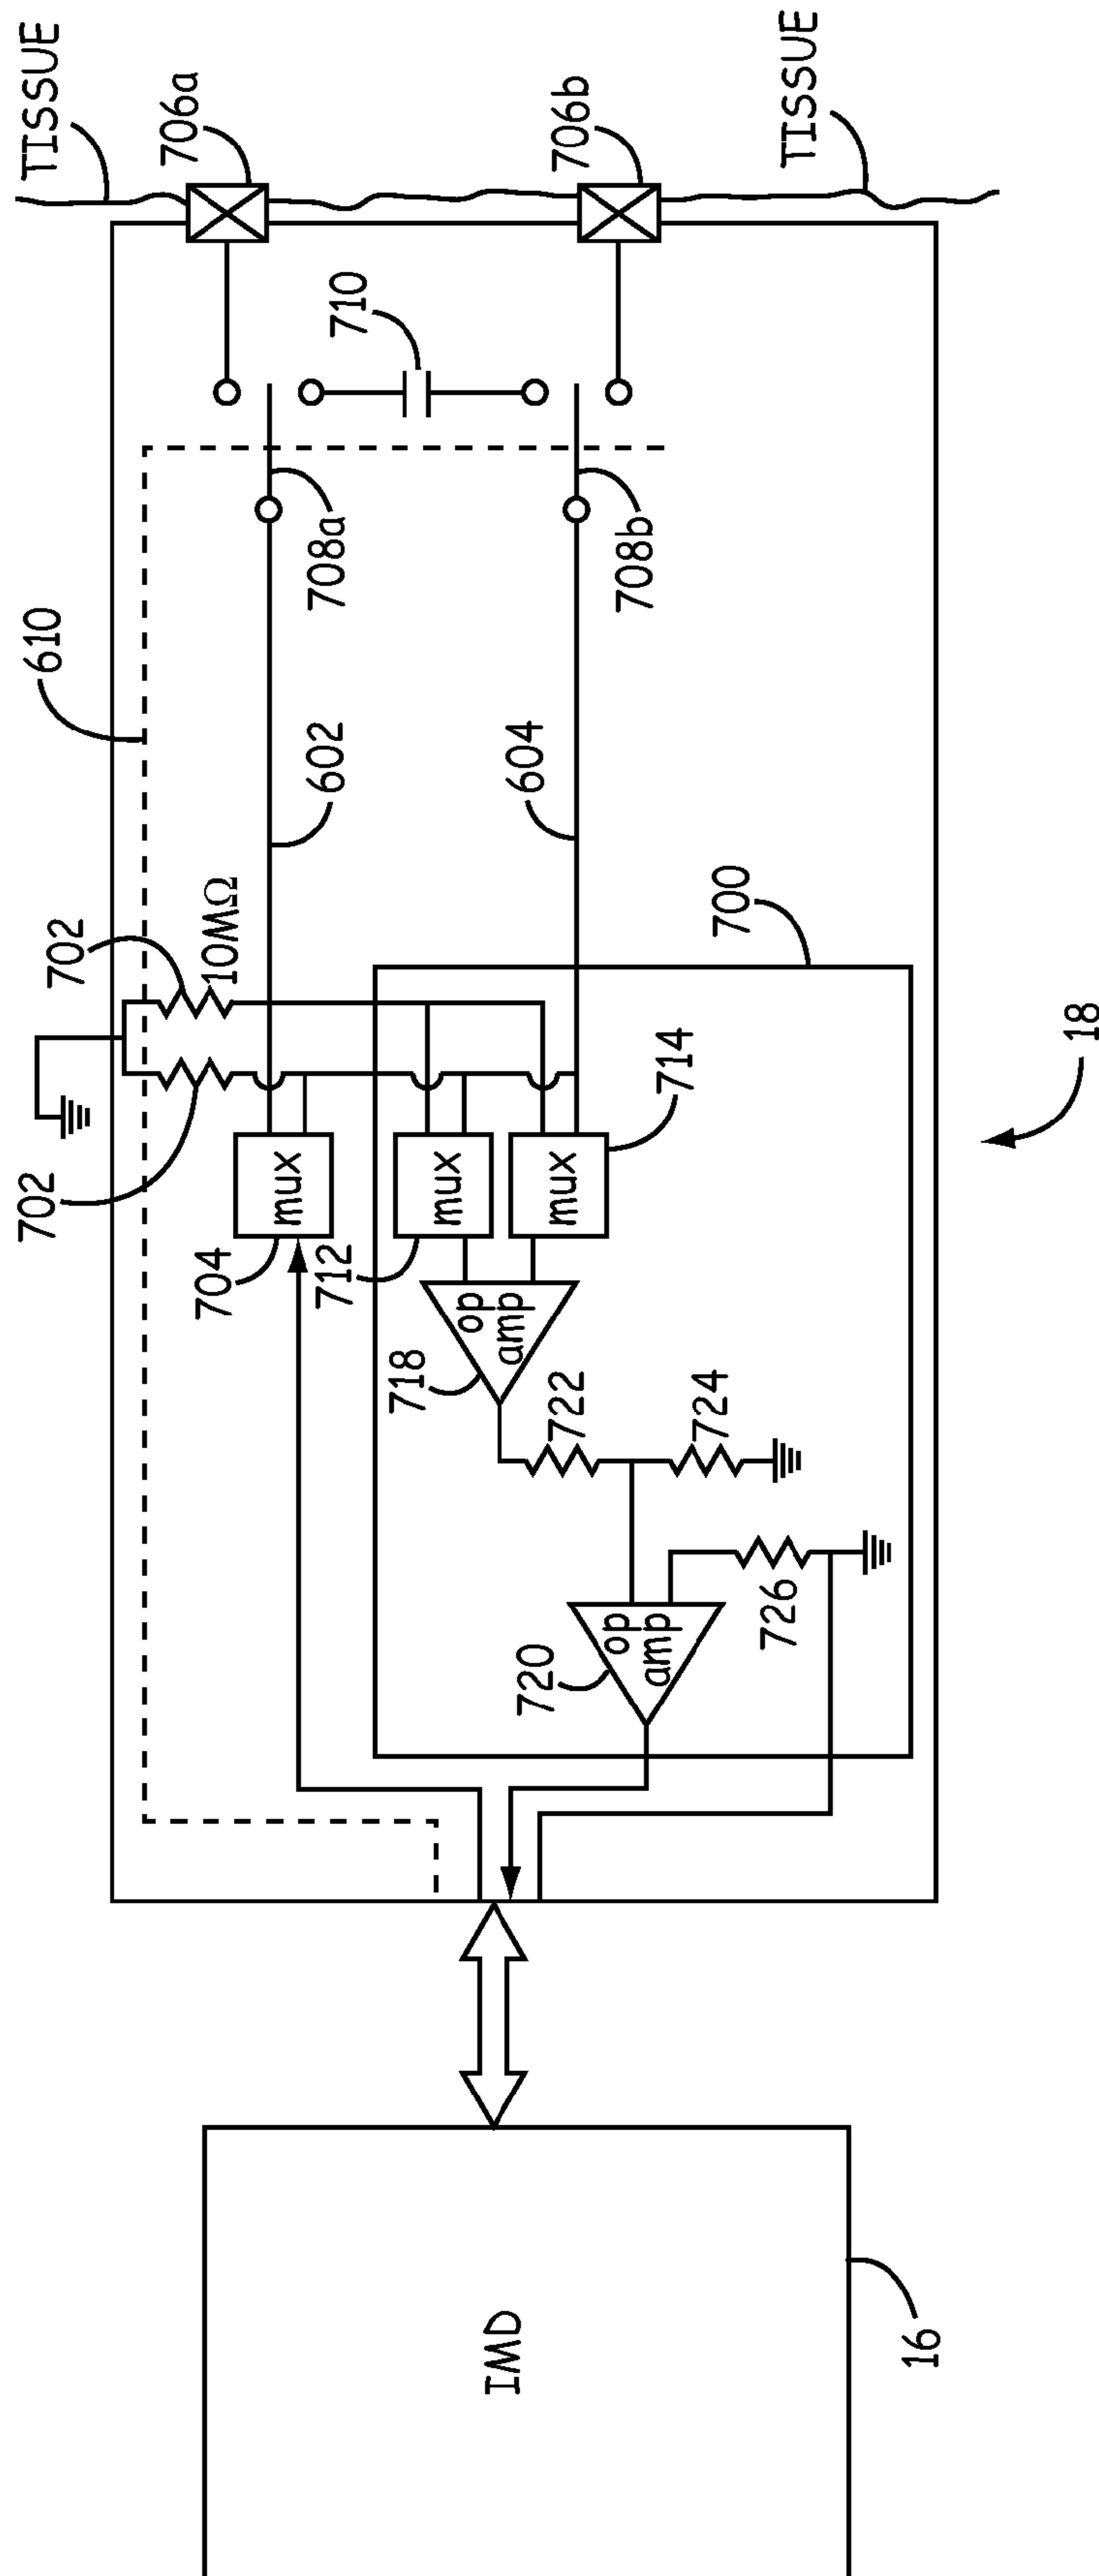 TISSUE
706a
706b
TISSUE
710
708a
708b
610
602
604
702
10MΩ
700
702
mux
704
mux
712
mux
714
18
op
amp
718
722
724
op
amp
720
726
IMD
16